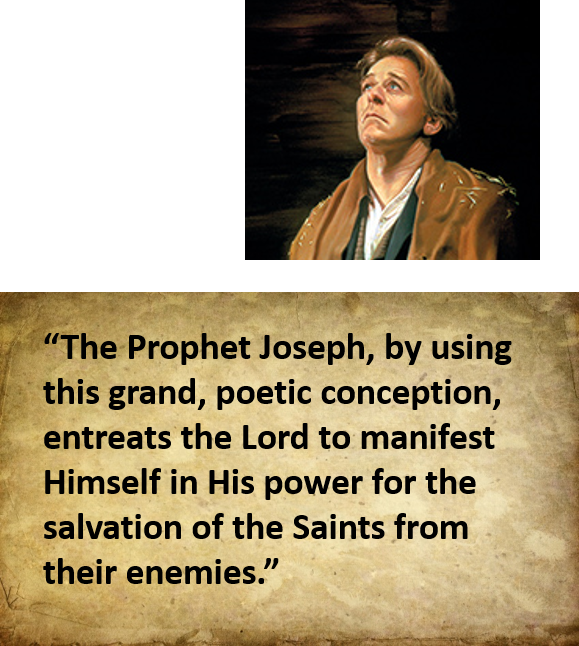 “The Prophet Joseph, by using
this grand, poetic conception,
entreats the Lord to manifest
Himself in His power for the
salvation of the Saints from
their enemies.”